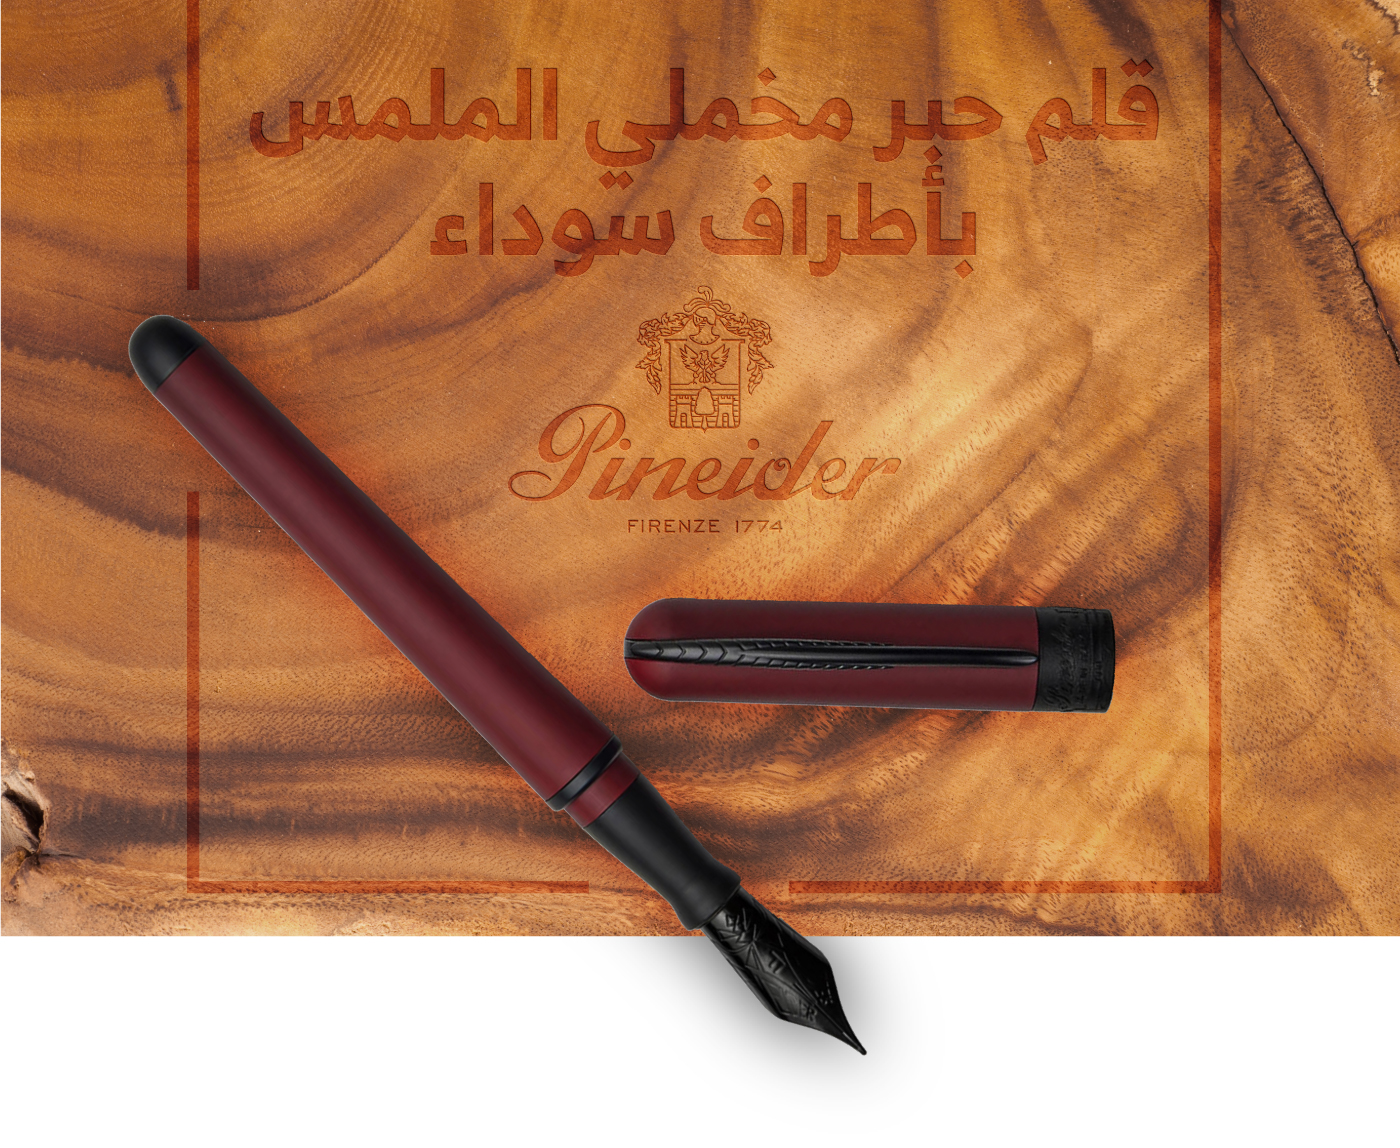 قلم حبر مخملي الملمس
بأطراف سوداء
Pineider
FIRENZE 1774